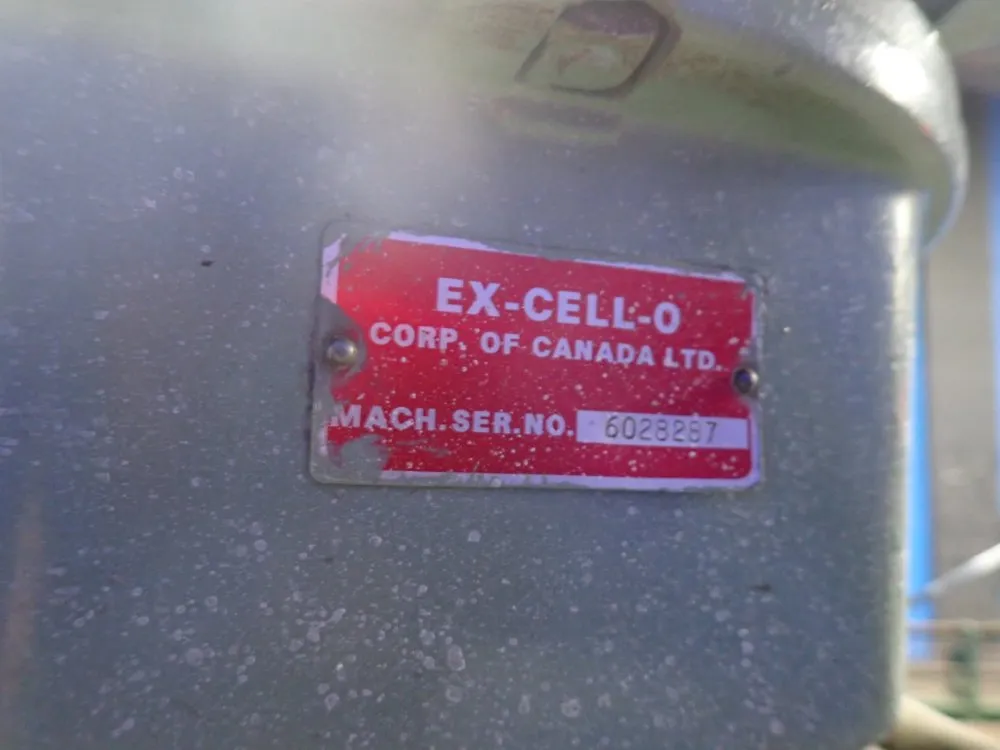 EX-CELL-O
CORP. OF CANADA LTD.
MACH. SER. NO. 6028287